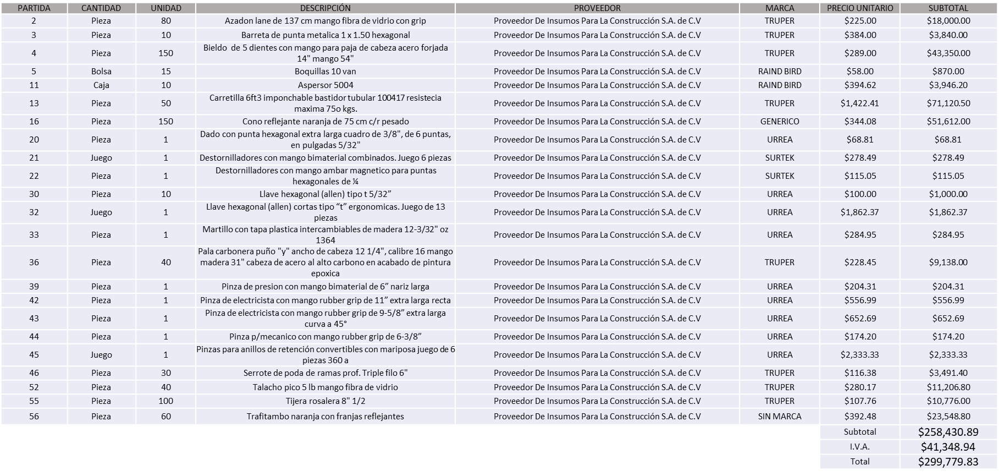 PARTIDA CANTIDAD UNIDAD DESCRIPCIÓN PROVEEDOR MARCA PRECIO UNITARIO SUBTOTAL
2 Pieza 80 Azadon lane de 137 cm mango fibra de vidrio con grip Proveedor De Insumos Para La Construcción S.A. de C.V TRUPER $225.00 $18,000.00
3 Pieza 10 Barreta de punta metalica 1 x 1.50 hexagonal Proveedor De Insumos Para La Construcción S.A. de C.V TRUPER $384.00 $3,840.00
4 Pieza 150 Bieldo de 5 dientes con mango para paja de cabeza acero forjada
14" mango 54" Proveedor De Insumos Para La Construcción S.A. de C.V TRUPER $289.00 $43,350.00
5 Bolsa 15 Boquillas 10 van Proveedor De Insumos Para La Construcción S.A. de C.V RAIND BIRD $58.00 $870.00
11 Caja 10 Aspersor 5004 Proveedor De Insumos Para La Construcción S.A. de C.V RAIND BIRD $394.62 $3,946.20
13 Pieza 50 Carretilla 6ft3 imponchable bastidor tubular 100417 resistecia
maxima 75o kgs. Proveedor De Insumos Para La Construcción S.A. de C.V TRUPER $1,422.41 $71,120.50
16 Pieza 150 Cono reflejante naranja de 75 cm c/r pesado Proveedor De Insumos Para La Construcción S.A. de C.V GENERICO $344.08 $51,612.00
20 Pieza 1 Dado con punta hexagonal extra larga cuadro de 3/8", de 6 puntas,
en pulgadas 5/32" Proveedor De Insumos Para La Construcción S.A. de C.V URREA $68.81 $68.81
21 Juego 1 Destornilladores con mango bimaterial combinados. Juego 6 piezas Proveedor De Insumos Para La Construcción S.A. de C.V SURTEK $278.49 $278.49
22 Pieza 1 Destornilladores con mango ambar magnetico para puntas
hexagonales de ¼ Proveedor De Insumos Para La Construcción S.A. de C.V SURTEK $115.05 $115.05
30 Pieza 10 Llave hexagonal (allen) tipo t 5/32” Proveedor De Insumos Para La Construcción S.A. de C.V URREA $100.00 $1,000.00
32 Juego 1 Llave hexagonal (allen) cortas tipo “t” ergonomicas. Juego de 13
piezas Proveedor De Insumos Para La Construcción S.A. de C.V URREA $1,862.37 $1,862.37
33 Pieza 1 Martillo con tapa plastica intercambiables de madera 12-3/32" oz
1364 Proveedor De Insumos Para La Construcción S.A. de C.V URREA $284.95 $284.95
36 Pieza 40 Pala carbonera puño "y" ancho de cabeza 12 1/4", calibre 16 mango
madera 31" cabeza de acero al alto carbono en acabado de pintura
epoxica Proveedor De Insumos Para La Construcción S.A. de C.V TRUPER $228.45 $9,138.00
39 Pieza 1 Pinza de presion con mango bimaterial de 6” nariz larga Proveedor De Insumos Para La Construcción S.A. de C.V URREA $204.31 $204.31
42 Pieza 1 Pinza de electricista con mango rubber grip de 11” extra larga recta Proveedor De Insumos Para La Construcción S.A. de C.V URREA $556.99 $556.99
43 Pieza 1 Pinza de electricista con mango rubber grip de 9-5/8” extra larga
curva a 45° Proveedor De Insumos Para La Construcción S.A. de C.V URREA $652.69 $652.69
44 Pieza 1 Pinza p/mecanico con mango rubber grip de 6-3/8” Proveedor De Insumos Para La Construcción S.A. de C.V URREA $174.20 $174.20
45 Juego 1 Pinzas para anillos de retención convertibles con mariposa juego de 6
piezas 360 a Proveedor De Insumos Para La Construcción S.A. de C.V URREA $2,333.33 $2,333.33
46 Pieza 30 Serrote de poda de ramas prof. Triple filo 6" Proveedor De Insumos Para La Construcción S.A. de C.V TRUPER $116.38 $3,491.40
52 Pieza 40 Talacho pico 5 lb mango fibra de vidrio Proveedor De Insumos Para La Construcción S.A. de C.V TRUPER $280.17 $11,206.80
55 Pieza 100 Tijera rosalera 8" 1/2 Proveedor De Insumos Para La Construcción S.A. de C.V TRUPER $107.76 $10,776.00
56 Pieza 60 Trafitambo naranja con franjas reflejantes Proveedor De Insumos Para La Construcción S.A. de C.V SIN MARCA $392.48 $23,548.80
Subtotal $258,430.89
I.V.A. $41,348.94
Total $299,779.83